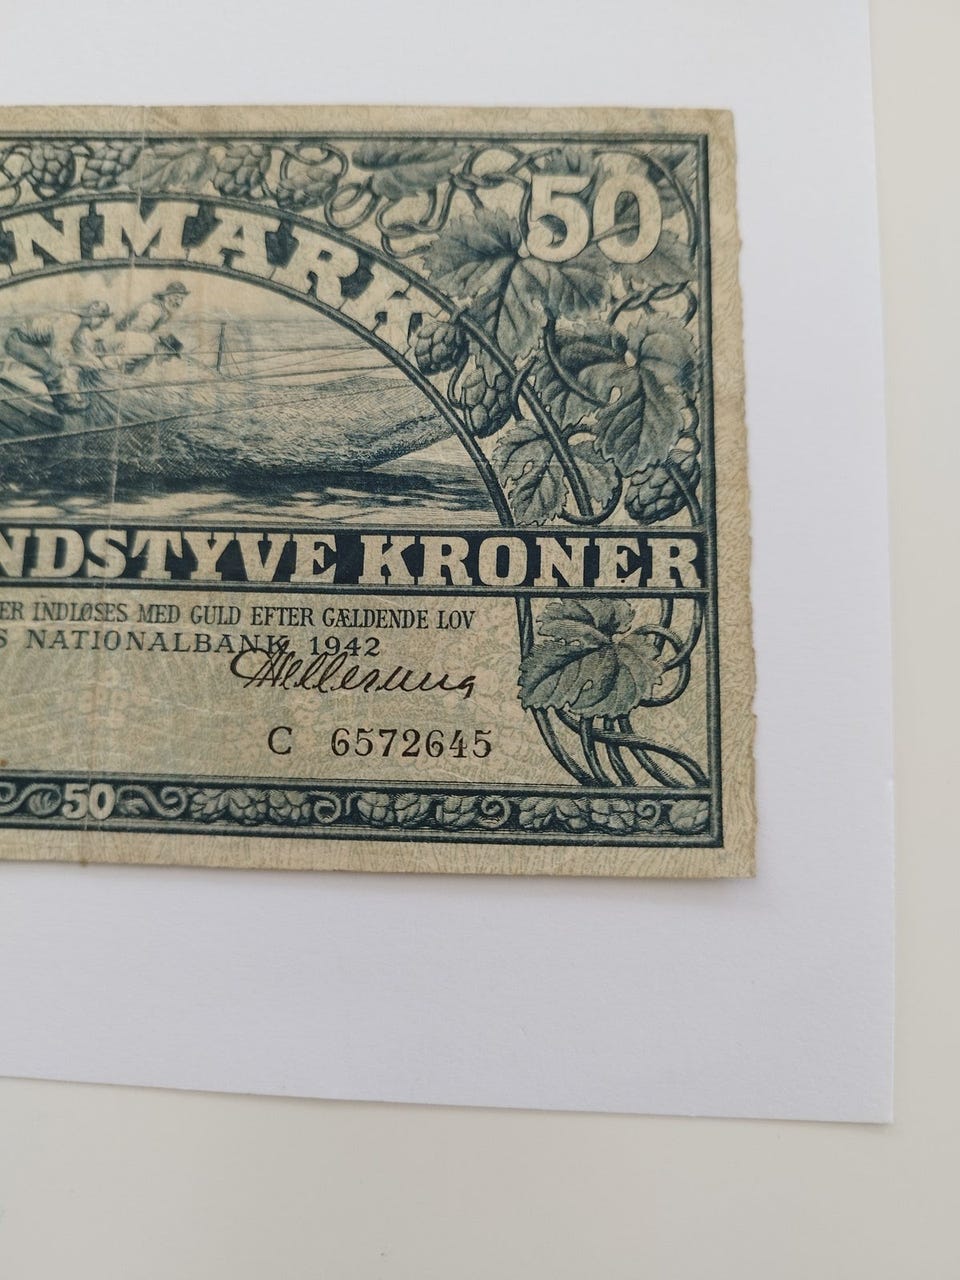 50
NMARK
NDSTYVE KRONER
ER INDLØSES MED GULD EFTER GÆLDENDE LOV
S NATIONALBANK 1942
C 6572645
50